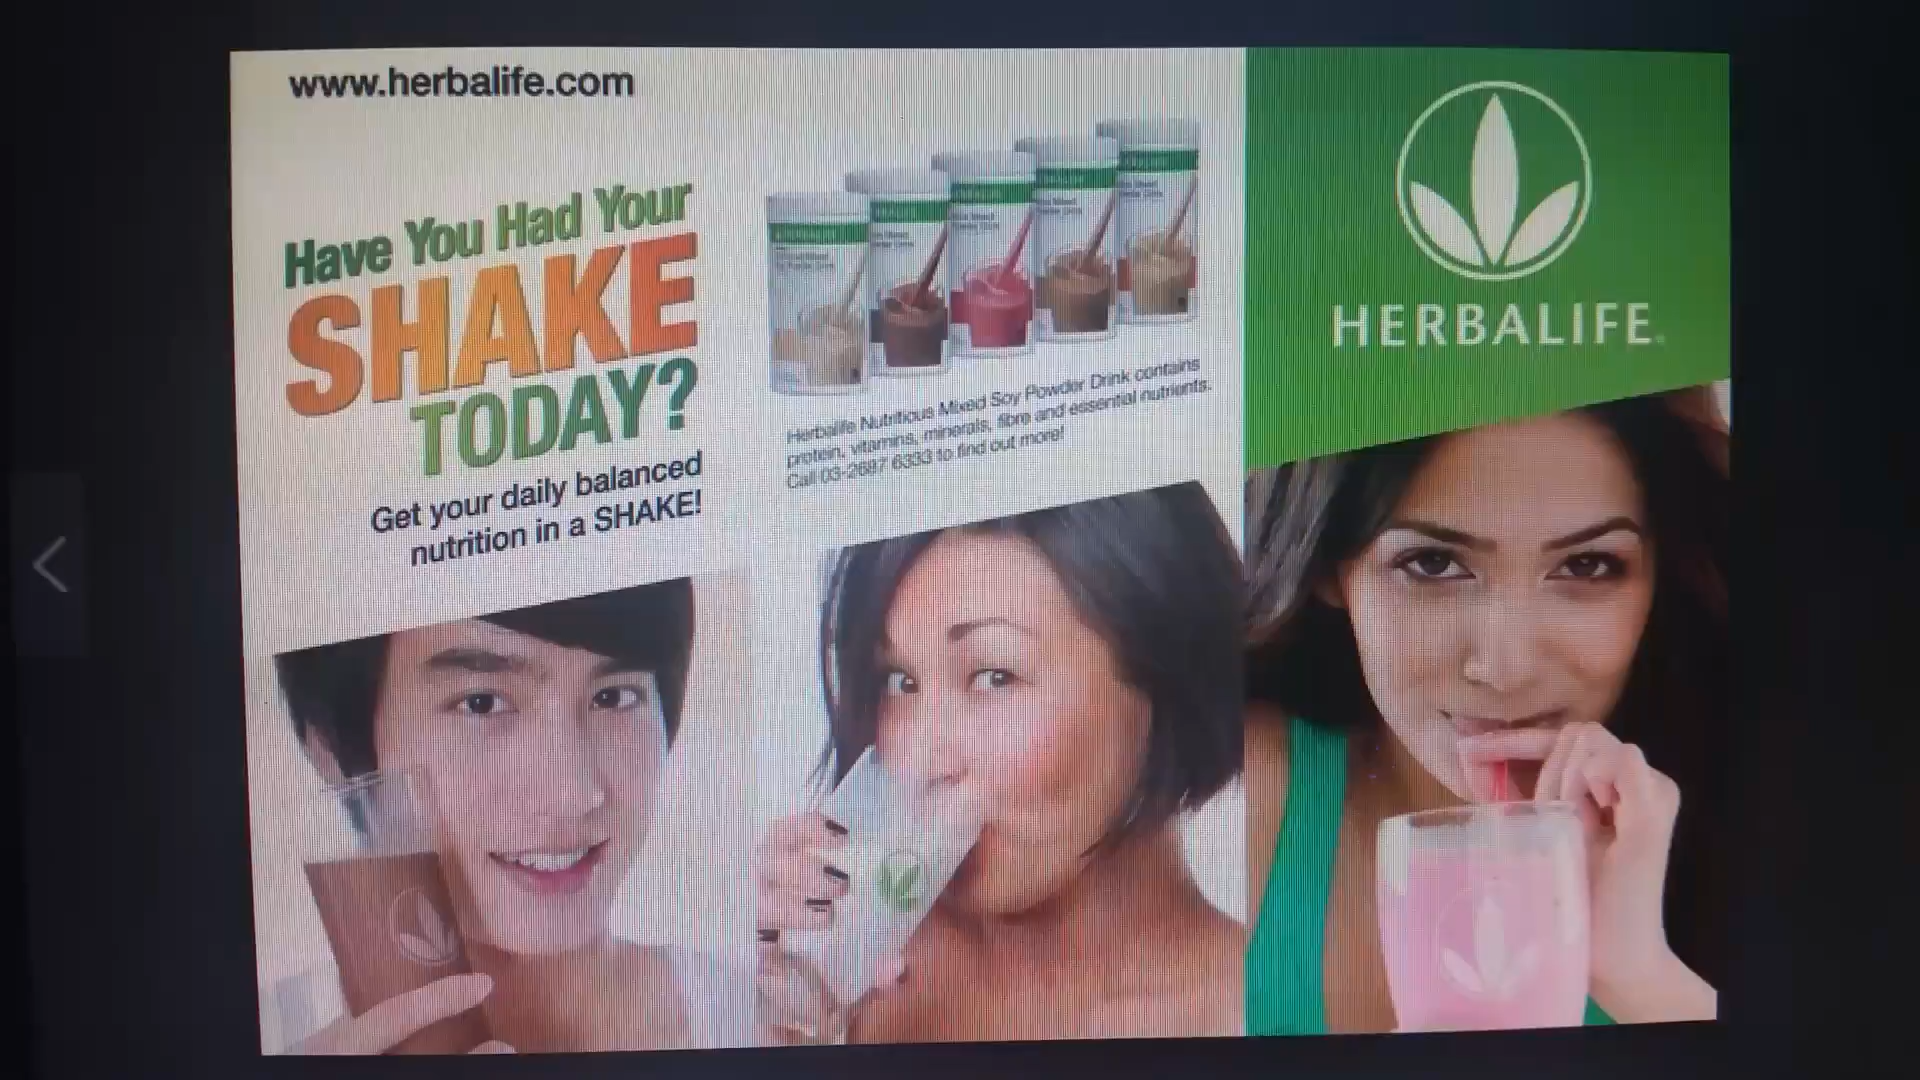 www.herbalife.com
Have You Had Your
SHAKE
TODAY?
Get your daily balanced
nutrition in a SHAKE!
Herbalife Nutritious Mixed Soy Powder Drink contains
protein, vitamins, minerals, fibre and essential nutrients.
Call 03-2687 6333 to find out more!
HERBALIFE